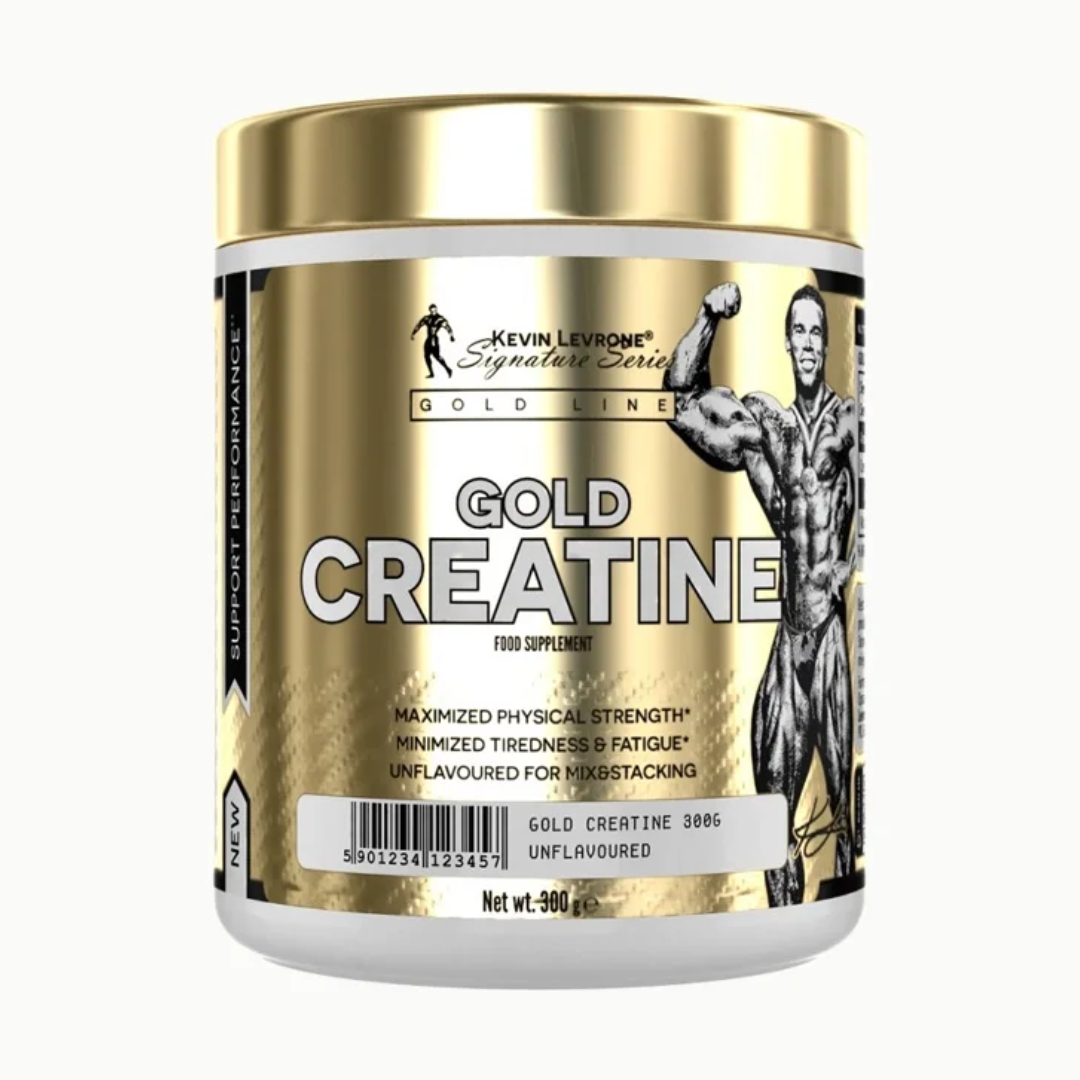 KEVIN LEVRONE®
Signature Series
GOLD LINE
GOLD
CREATINE
FOOD SUPPLEMENT
MAXIMIZED PHYSICAL STRENGTH*
MINIMIZED TIREDNESS & FATIGUE*
UNFLAVOURED FOR MIX&STACKING
5 901234 123457
GOLD CREATINE 300G
UNFLAVOURED
Net wt. 300 g e
SUPPORT PERFORMANCE**
NEW